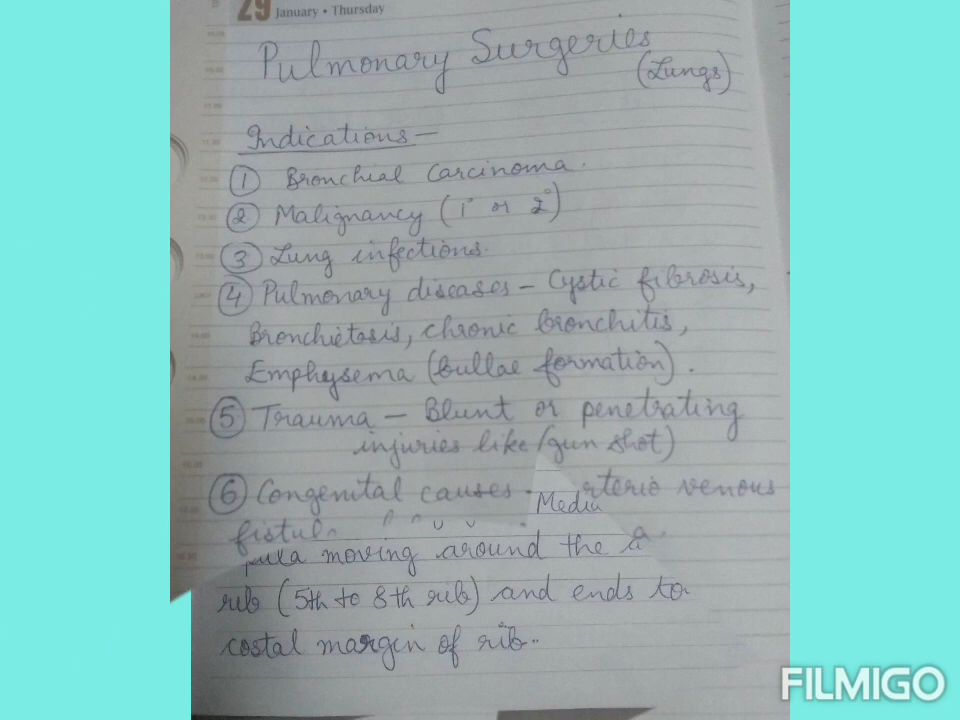 29 January • Thursday
Pulmonary Surgeries
(Lungs)
Indications —
① Bronchial Carcinoma.
② Malignancy (1° or 2°)
③ Lung infections.
④ Pulmonary diseases – Cystic fibrosis,
Bronchietasis, chronic bronchitis,
Emphysema (bullae formation).
⑤ Trauma – Blunt or penetrating
injuries like (gun shot)
⑥ Congenital causes - rterio venous
Media
fistul
moving around the
rib (5th to 8th rib) and ends to
costal margin of rib..
FILMIGO